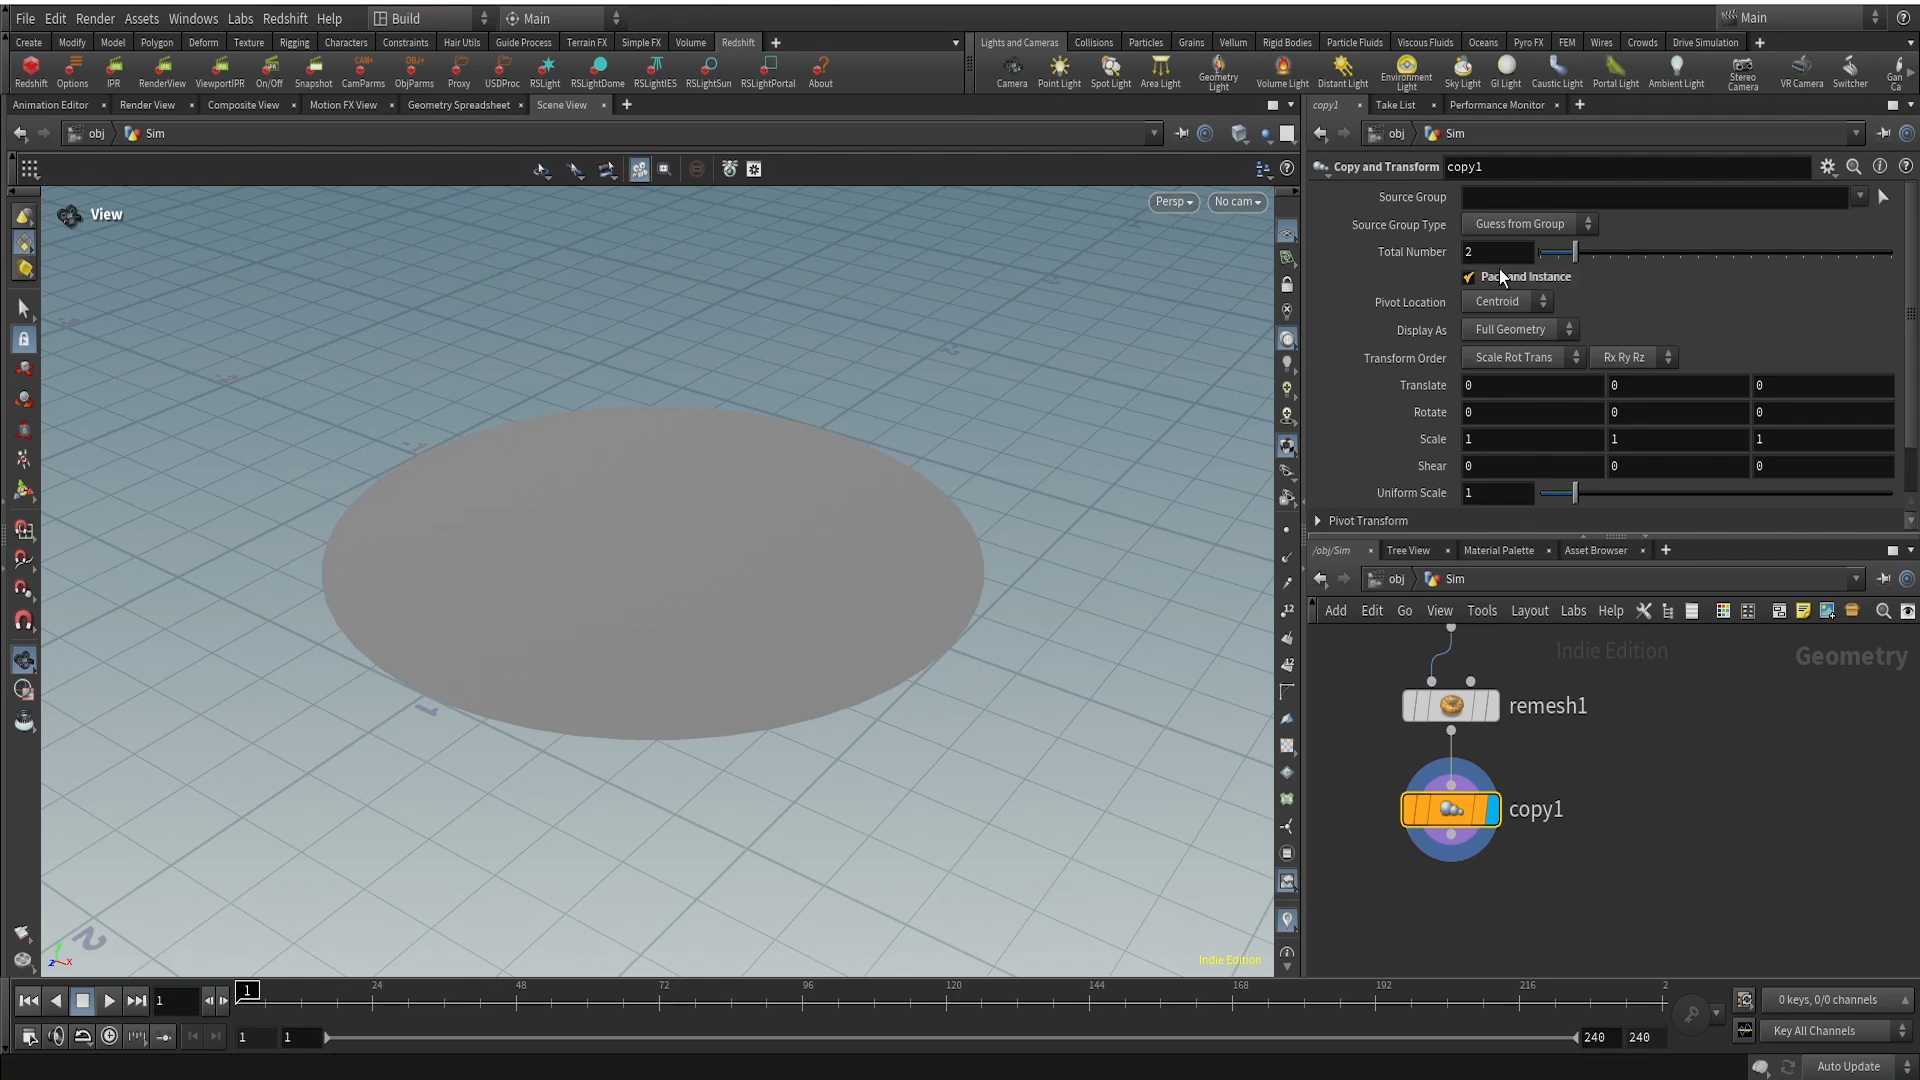 File Edit Render Assets Windows Labs Redshift Help Build Main Main
Create Modify Model Polygon Deform Texture Rigging Characters Constraints Hair Utils Guide Process Terrain FX Simple FX Volume Redshift
Lights and Cameras Collisions Particles Grains Vellum Rigid Bodies Particle Fluids Viscous Fluids Oceans Pyro FX FEM Wires Crowds Drive Simulation
Redshift Options IPR RenderView ViewportIPR On/Off Snapshot CamParms ObjParms Proxy USDProc RSLight RSLightDome RSLightIES RSLightSun RSLightPortal About
Camera Point Light Spot Light Area Light Geometry Light Volume Light Distant Light Environment Light Sky Light GI Light Caustic Light Portal Light Ambient Light Stereo Camera VR Camera Switcher
Animation Editor Render View Composite View Motion FX View Geometry Spreadsheet Scene View
copy1 Take List Performance Monitor
obj Sim
obj Sim
Copy and Transform copy1
View
Persp No cam
Source Group
Source Group Type Guess from Group
Total Number 2
Instance
Pivot Location Centroid
Display As Full Geometry
Transform Order Scale Rot Trans Rx Ry Rz
Translate 0 0 0
Rotate 0 0 0
Scale 1 1 1
Shear 0 0 0
Uniform Scale 1
Pivot Transform
/obj/Sim Tree View Material Palette Asset Browser
obj Sim
Add Edit Go View Tools Layout Labs Help
Indie Edition Geometry
remesh1
copy1
2
z x
Indie Edition
1 1 24 48 72 96 120 144 168 192 216 2
0 keys, 0/0 channels
1 1 240 240
Key All Channels
Auto Update